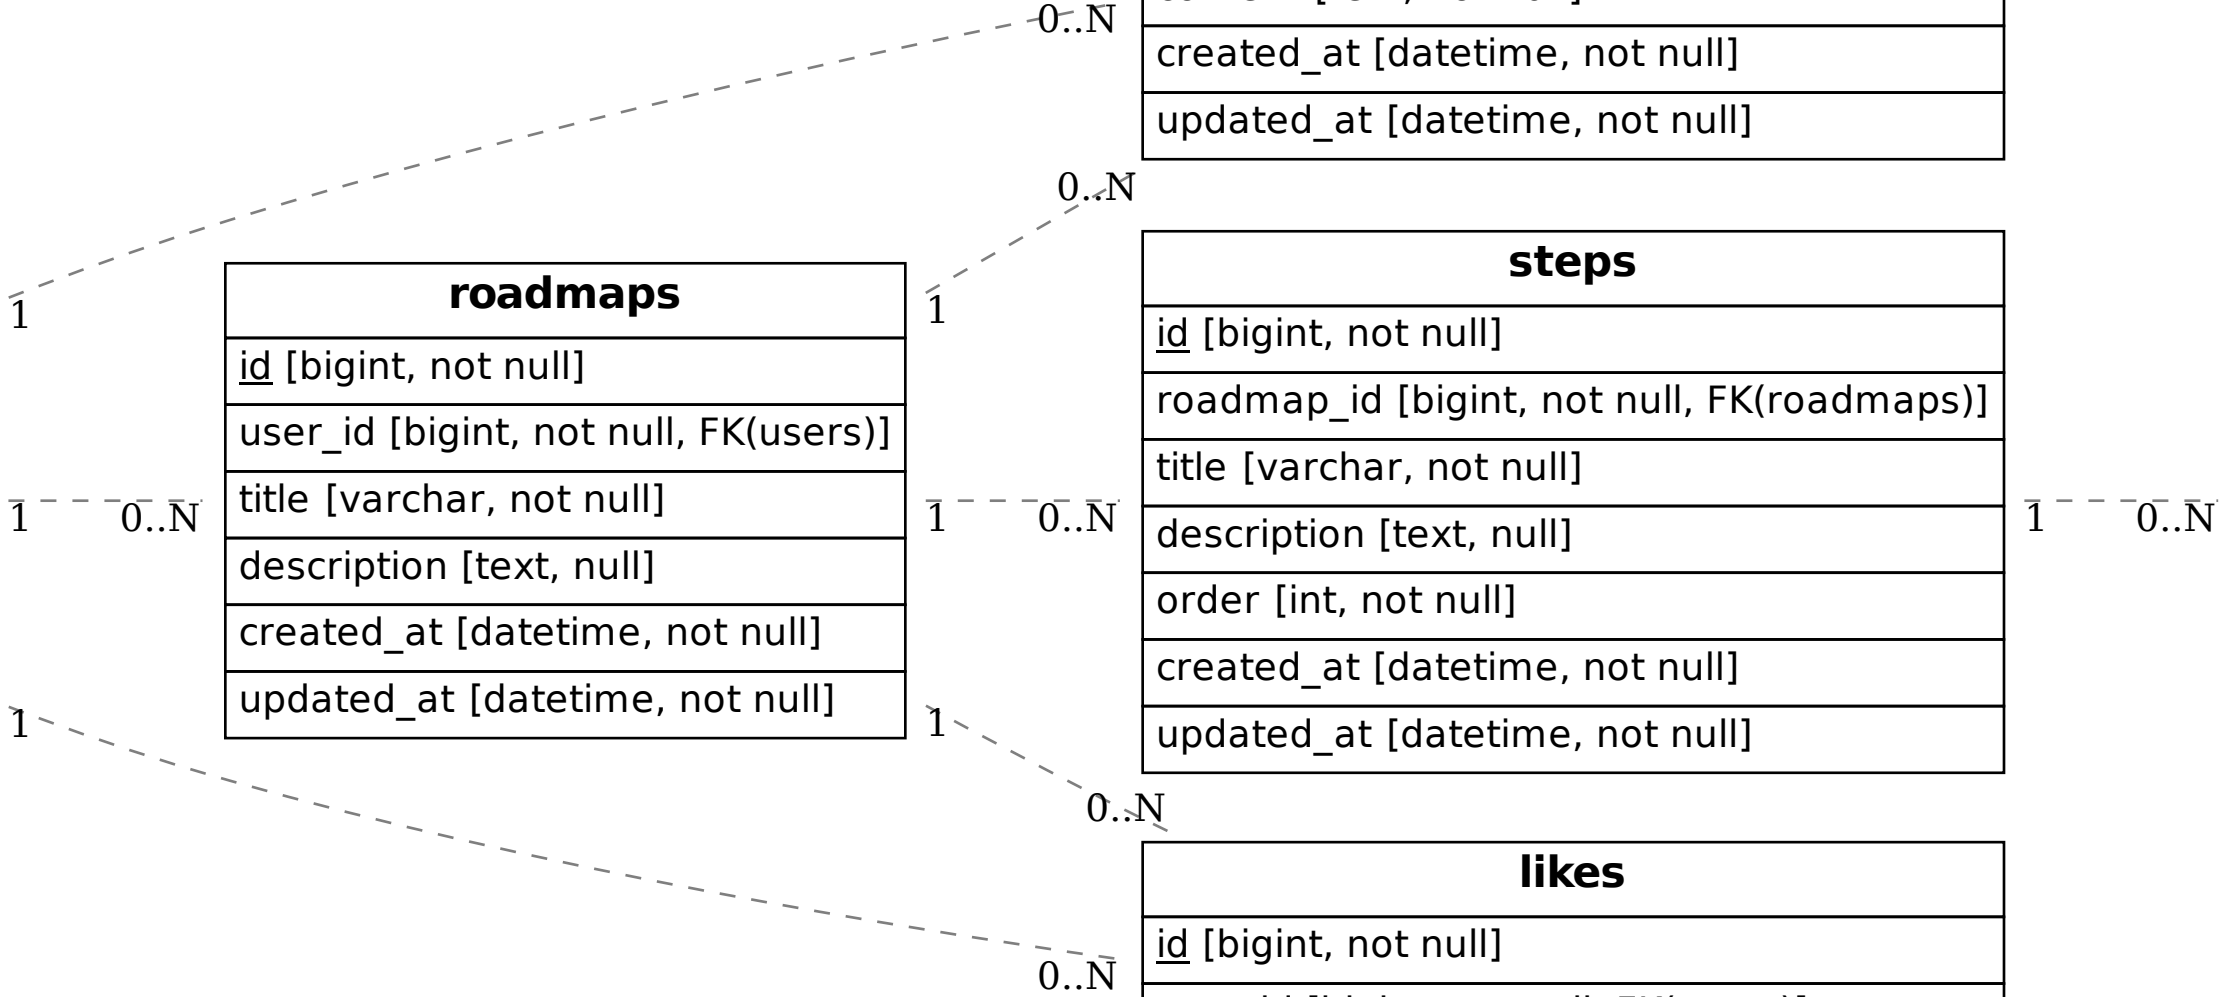 0..N
created_at [datetime, not null]
updated_at [datetime, not null]
0..N
1
1
roadmaps
id [bigint, not null]
user_id [bigint, not null, FK(users)]
title [varchar, not null]
description [text, null]
created_at [datetime, not null]
updated_at [datetime, not null]
1
0..N
1
0..N
steps
id [bigint, not null]
roadmap_id [bigint, not null, FK(roadmaps)]
title [varchar, not null]
description [text, null]
order [int, not null]
created_at [datetime, not null]
updated_at [datetime, not null]
1
0..N
1
1
0..N
0..N
likes
id [bigint, not null]